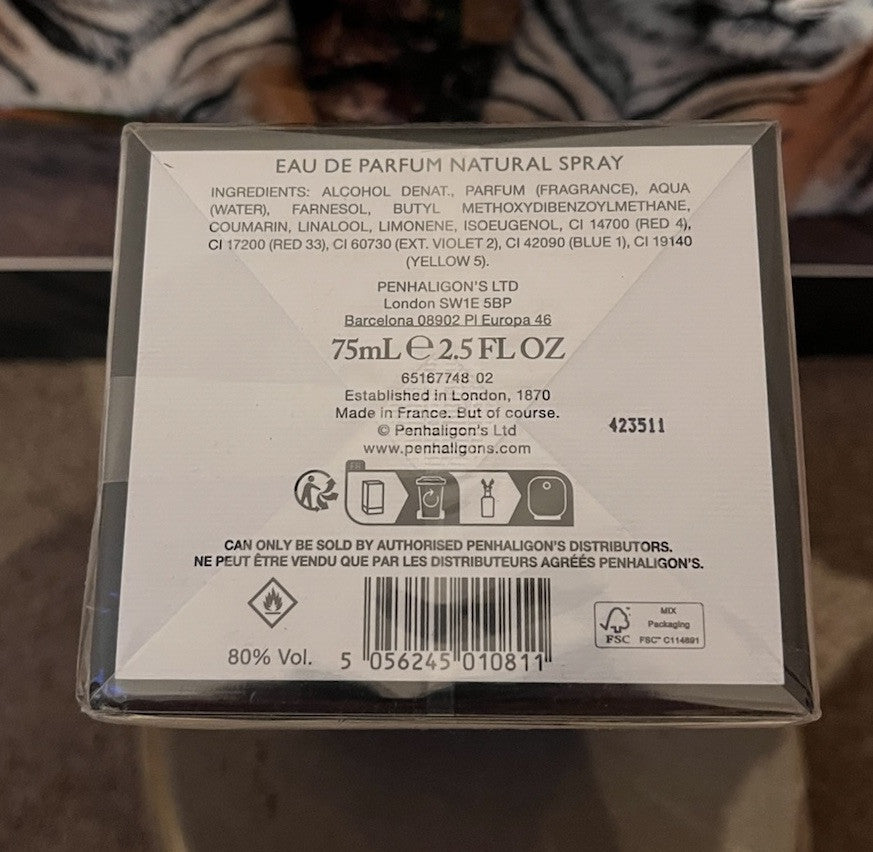 EAU DE PARFUM NATURAL SPRAY
INGREDIENTS: ALCOHOL DENAT., PARFUM (FRAGRANCE), AQUA
(WATER), FARNESOL, BUTYL METHOXYDIBENZOYLMETHANE,
COUMARIN, LINALOOL, LIMONENE, ISOEUGENOL, CI 14700 (RED 4),
CI 17200 (RED 33), CI 60730 (EXT. VIOLET 2), CI 42090 (BLUE 1), CI 19140
(YELLOW 5).
PENHALIGON'S LTD
London SW1E 5BP
Barcelona 08902 Pl Europa 46
75mL ℮ 2.5 FL OZ
65167748 02
Established in London, 1870
Made in France. But of course.
© Penhaligon's Ltd
www.penhaligons.com
423511
FR
CAN ONLY BE SOLD BY AUTHORISED PENHALIGON'S DISTRIBUTORS.
NE PEUT ÊTRE VENDU QUE PAR LES DISTRIBUTEURS AGRÉÉS PENHALIGON'S.
80% Vol.
5 056245 010811
FSC
MIX
Packaging
FSC™ C114691